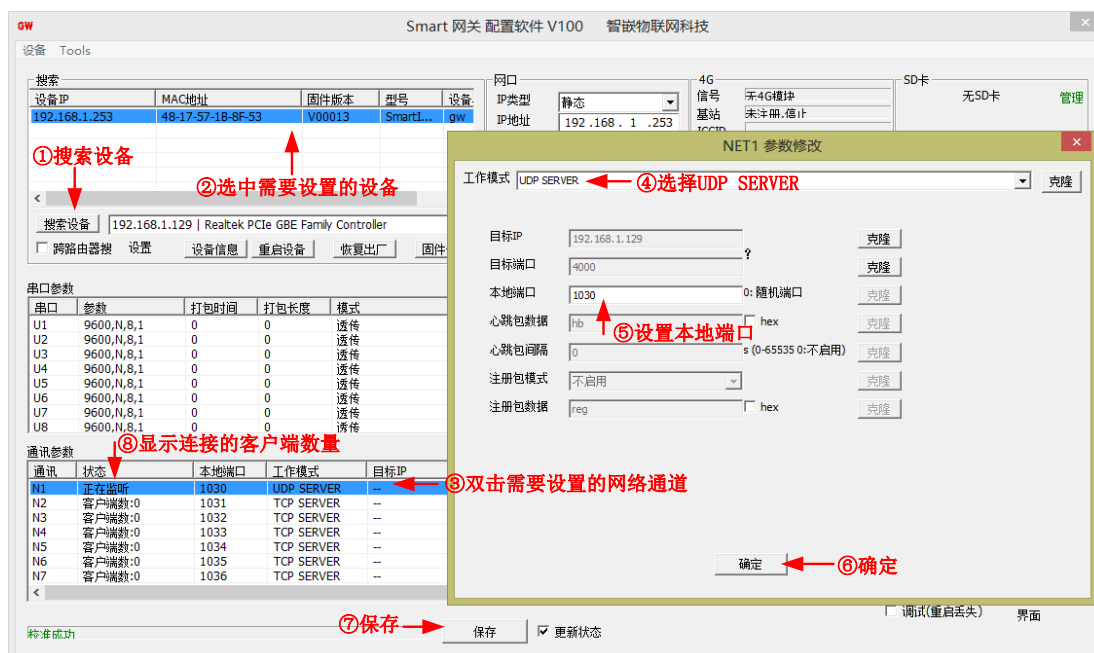 GW Smart 网关 配置软件 V100 智嵌物联网科技
设备 Tools
搜索
设备IP MAC地址 固件版本 型号 设备
192.168.1.253 48-17-57-1B-8F-53 V00013 SmartI... gw
①搜索设备
②选中需要设置的设备
搜索设备 192.168.1.129 | Realtek PCIe GBE Family Controller
跨路由器搜 设置 设备信息 重启设备 恢复出厂 固件
网口
IP类型 静态
IP地址 192 .168 . 1 .253
4G
信号 无4G模块
基站 未注册,信
ICCID
SD卡
无SD卡 管理
串口参数
串口 参数 打包时间 打包长度 模式
U1 9600,N,8,1 0 0 透传
U2 9600,N,8,1 0 0 透传
U3 9600,N,8,1 0 0 透传
U4 9600,N,8,1 0 0 透传
U5 9600,N,8,1 0 0 透传
U6 9600,N,8,1 0 0 透传
U7 9600,N,8,1 0 0 透传
U8 9600,N,8,1 0 0 透传
⑧显示连接的客户端数量
通讯参数
通讯 状态 本地端口 工作模式 目标IP
N1 正在监听 1030 UDP SERVER --
N2 客户端数:0 1031 TCP SERVER --
N3 客户端数:0 1032 TCP SERVER --
N4 客户端数:0 1033 TCP SERVER --
N5 客户端数:0 1034 TCP SERVER --
N6 客户端数:0 1035 TCP SERVER --
N7 客户端数:0 1036 TCP SERVER --
③双击需要设置的网络通道
NET1 参数修改
工作模式 UDP SERVER ④选择UDP SERVER 克隆
目标IP 192.168.1.129 克隆
?
目标端口 4000 克隆
本地端口 1030 0: 随机端口 克隆
⑤设置本地端口
心跳包数据 hb hex 克隆
心跳包间隔 0 s (0-65535 0:不启用) 克隆
注册包模式 不启用 克隆
注册包数据 reg hex 克隆
确定 ⑥确定
调试(重启丢失) 界面
⑦保存 保存 更新状态